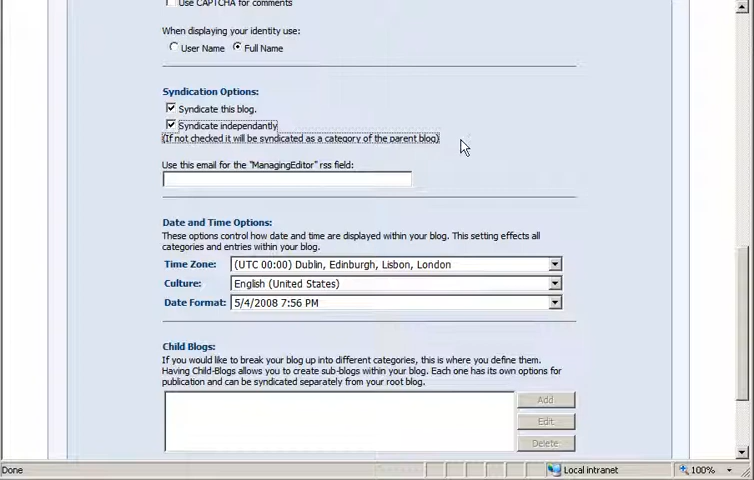 Use CAPTCHA for comments
When displaying your identity use:
User Name Full Name
Syndication Options:
Syndicate this blog.
Syndicate independantly
(If not checked it will be syndicated as a category of the parent blog)
Use this email for the "ManagingEditor" rss field:
Date and Time Options:
These options control how date and time are displayed within your blog. This setting effects all
categories and entries within your blog.
Time Zone: (UTC 00:00) Dublin, Edinburgh, Lisbon, London
Culture: English (United States)
Date Format: 5/4/2008 7:56 PM
Child Blogs:
If you would like to break your blog up into different categories, this is where you define them.
Having Child-Blogs allows you to create sub-blogs within your blog. Each one has its own options for
publication and can be syndicated separately from your root blog.
Add
Edit
Delete
Done Local intranet 100%